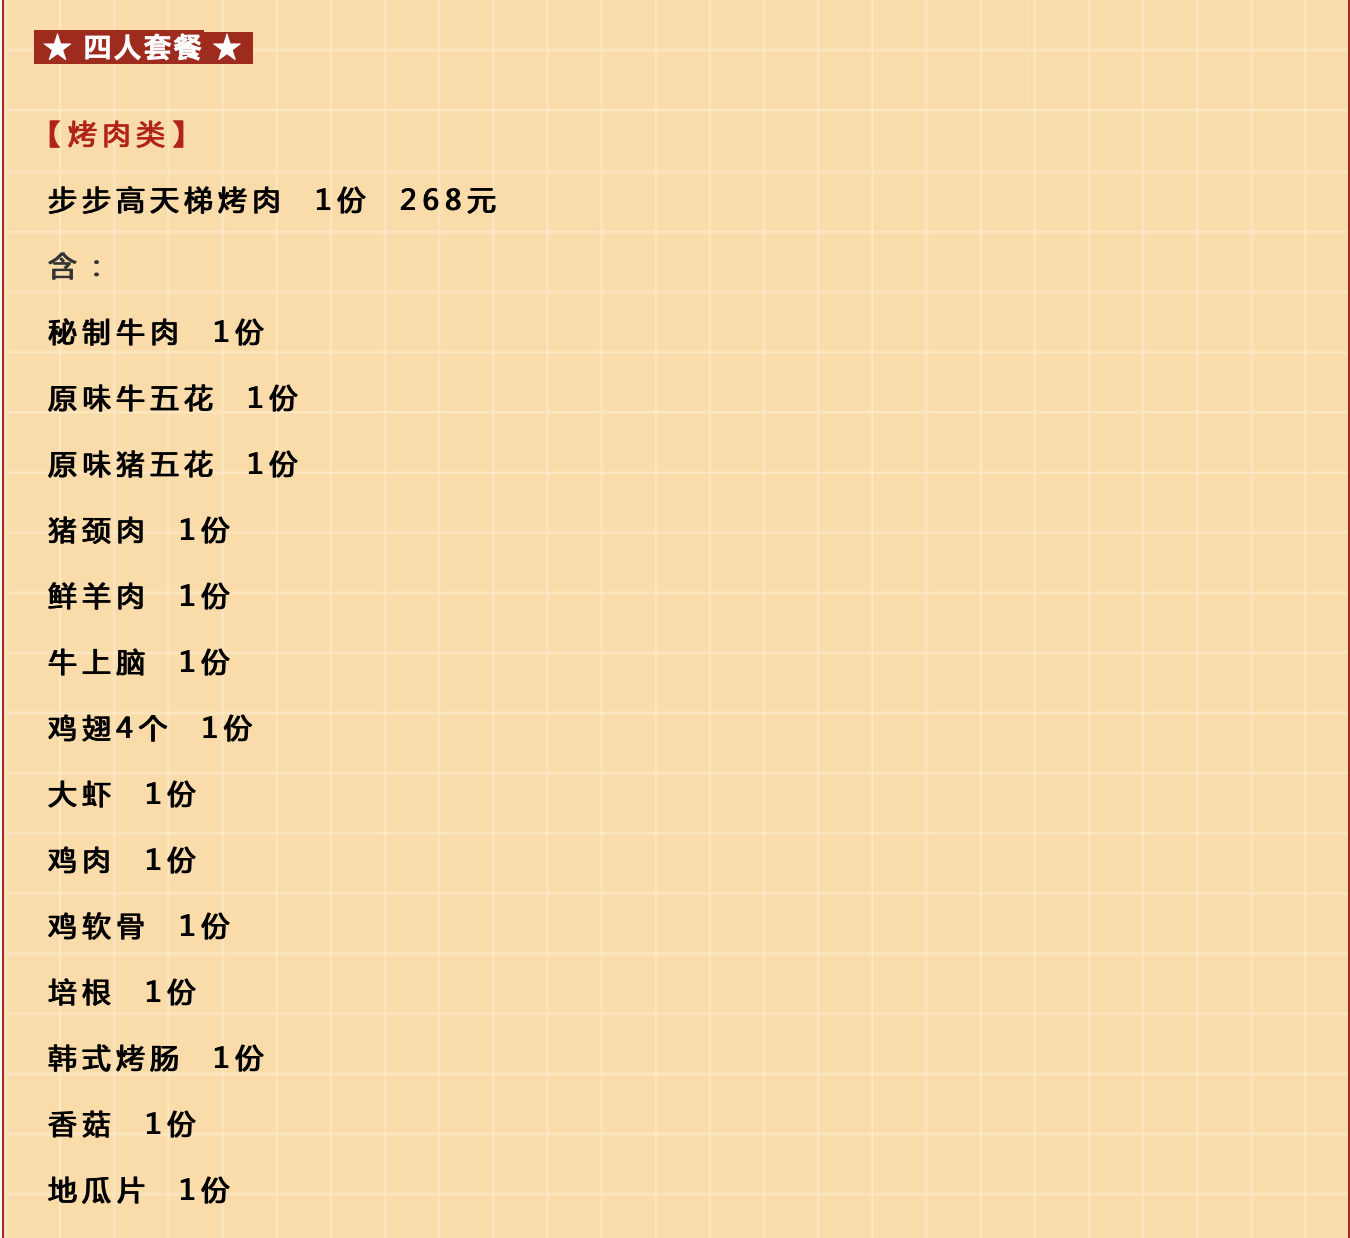 ★ 四人套餐 ★
【烤肉类】
步步高天梯烤肉 1份 268元
含：
秘制牛肉 1份
原味牛五花 1份
原味猪五花 1份
猪颈肉 1份
鲜羊肉 1份
牛上脑 1份
鸡翅4个 1份
大虾 1份
鸡肉 1份
鸡软骨 1份
培根 1份
韩式烤肠 1份
香菇 1份
地瓜片 1份